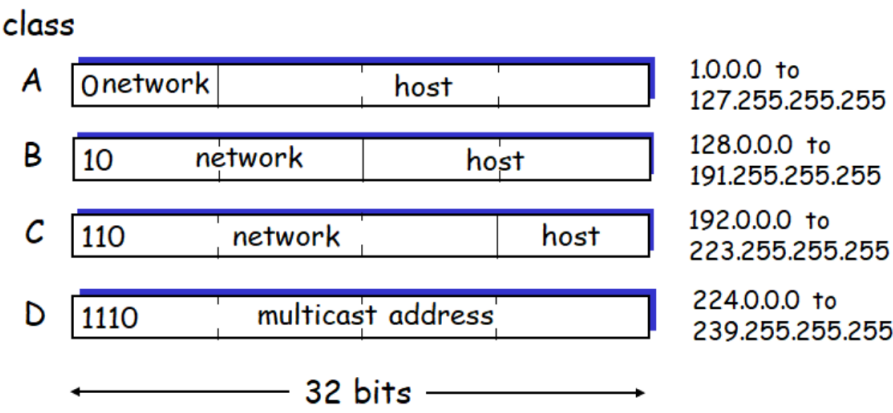 class
A 0network host 1.0.0.0 to
127.255.255.255
B 10 network host 128.0.0.0 to
191.255.255.255
C 110 network host 192.0.0.0 to
223.255.255.255
D 1110 multicast address 224.0.0.0 to
239.255.255.255
32 bits